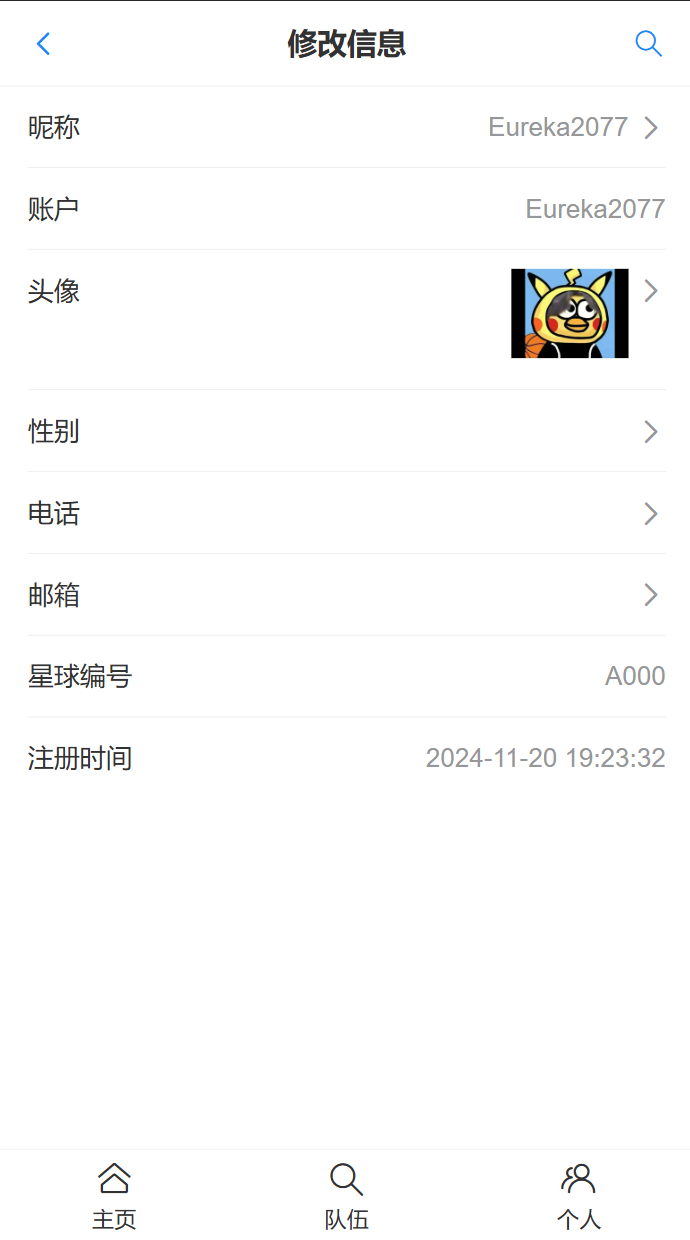 修改信息
昵称 Eureka2077
账户 Eureka2077
头像
性别
电话
邮箱
星球编号 A000
注册时间 2024-11-20 19:23:32
主页 队伍 个人